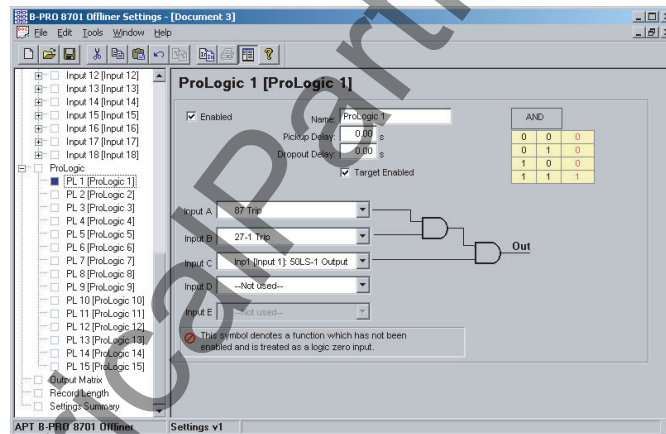 B-PRO 8701 Offliner Settings - [Document 3]
File Edit Tools Window Help
Input 12 [Input 12]
Input 13 [Input 13]
Input 14 [Input 14]
Input 15 [Input 15]
Input 16 [Input 16]
Input 17 [Input 17]
Input 18 [Input 18]
ProLogic
PL 1 [ProLogic 1]
PL 2 [ProLogic 2]
PL 3 [ProLogic 3]
PL 4 [ProLogic 4]
PL 5 [ProLogic 5]
PL 6 [ProLogic 6]
PL 7 [ProLogic 7]
PL 8 [ProLogic 8]
PL 9 [ProLogic 9]
PL 10 [ProLogic 10]
PL 11 [ProLogic 11]
PL 12 [ProLogic 12]
PL 13 [ProLogic 13]
PL 14 [ProLogic 14]
PL 15 [ProLogic 15]
Output Matrix
Record Length
Settings Summary
ProLogic 1 [ProLogic 1]
Enabled
Name: ProLogic 1
Pickup Delay: 0.00 s
Dropout Delay: 0.00 s
Target Enabled
AND
0 0 0
0 1 0
1 0 0
1 1 1
Input A 87 Trip
Input B 27-1 Trip
Input C Inp1 [Input 1]: 50LS-1 Output
Input D --Not used--
Input E --Not used--
Out
This symbol denotes a function which has not been
enabled and is treated as a logic zero input.
APT B-PRO 8701 Offliner Settings v1